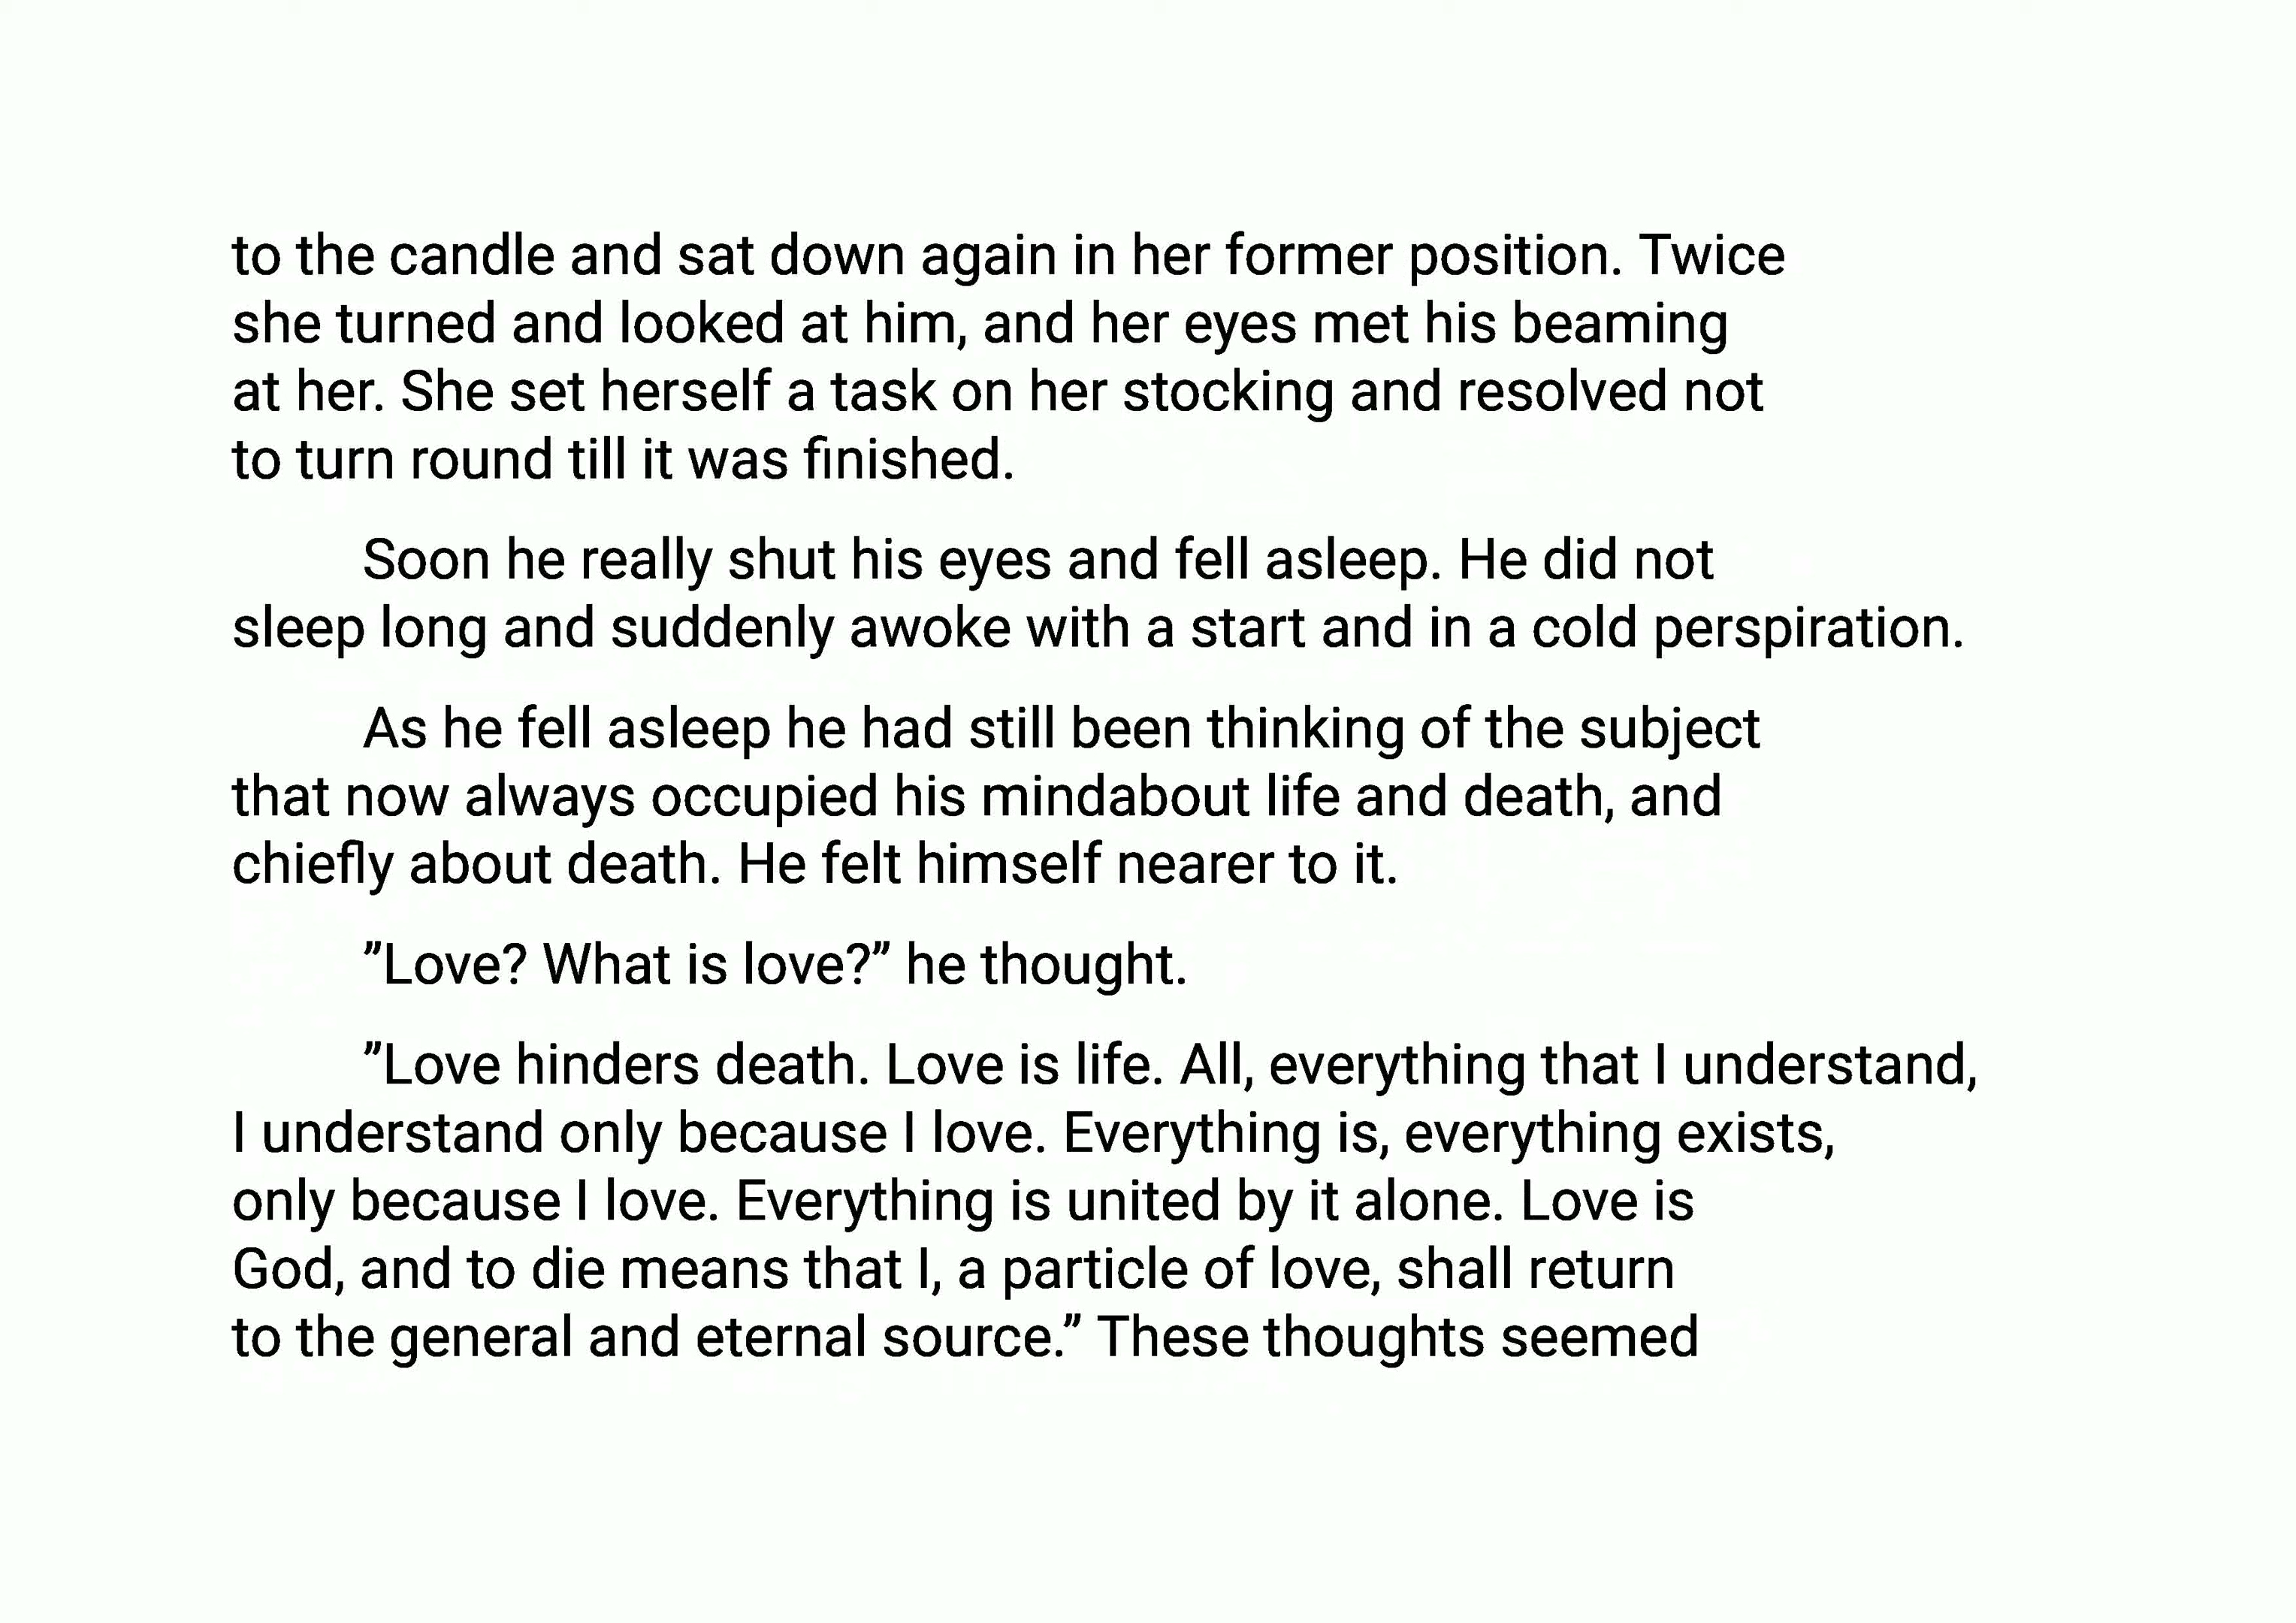 to the candle and sat down again in her former position. Twice
she turned and looked at him, and her eyes met his beaming
at her. She set herself a task on her stocking and resolved not
to turn round till it was finished.
Soon he really shut his eyes and fell asleep. He did not
sleep long and suddenly awoke with a start and in a cold perspiration.
As he fell asleep he had still been thinking of the subject
that now always occupied his mindabout life and death, and
chiefly about death. He felt himself nearer to it.
”Love? What is love?” he thought.
”Love hinders death. Love is life. All, everything that I understand,
I understand only because I love. Everything is, everything exists,
only because I love. Everything is united by it alone. Love is
God, and to die means that I, a particle of love, shall return
to the general and eternal source.” These thoughts seemed